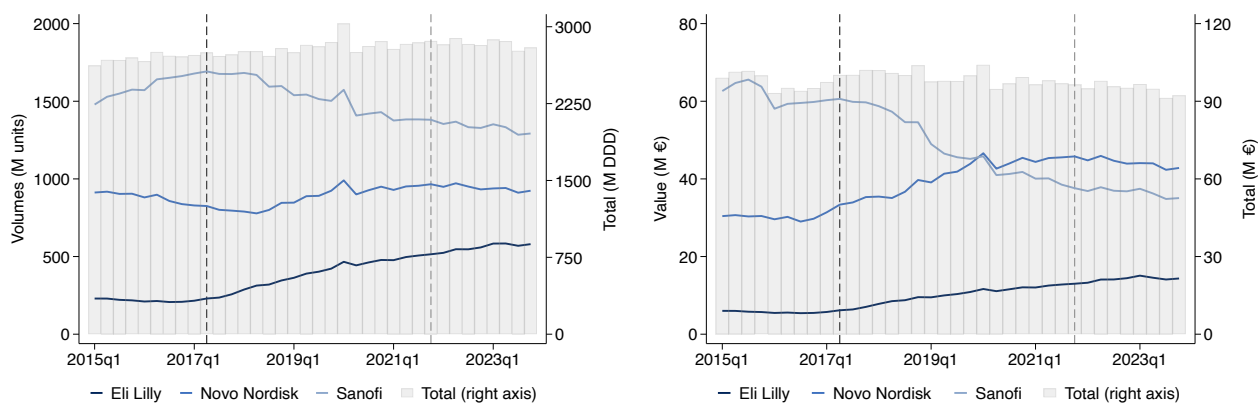 Volumes (M units)
2000
1500
1000
500
0
3000
2250
1500
750
0
Total (M DDD)
2015q1 2017q1 2019q1 2021q1 2023q1
Eli Lilly Novo Nordisk Sanofi Total (right axis)
Value (M €)
80
60
40
20
0
120
90
60
30
0
Total (M €)
2015q1 2017q1 2019q1 2021q1 2023q1
Eli Lilly Novo Nordisk Sanofi Total (right axis)